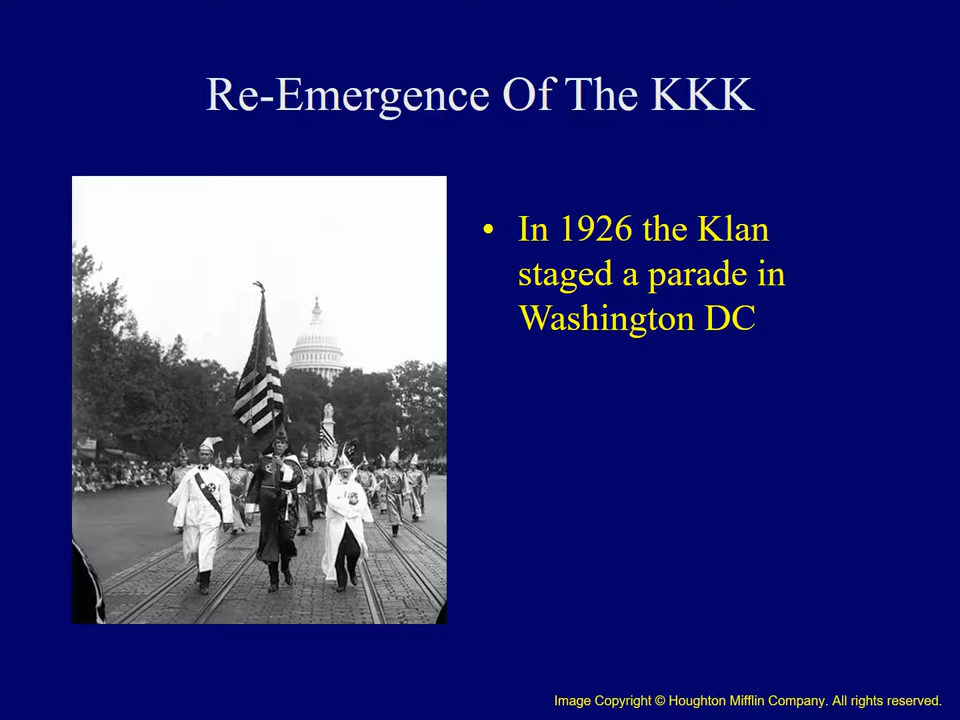 Re-Emergence Of The KKK
• In 1926 the Klan
staged a parade in
Washington DC
Image Copyright © Houghton Mifflin Company. All rights reserved.